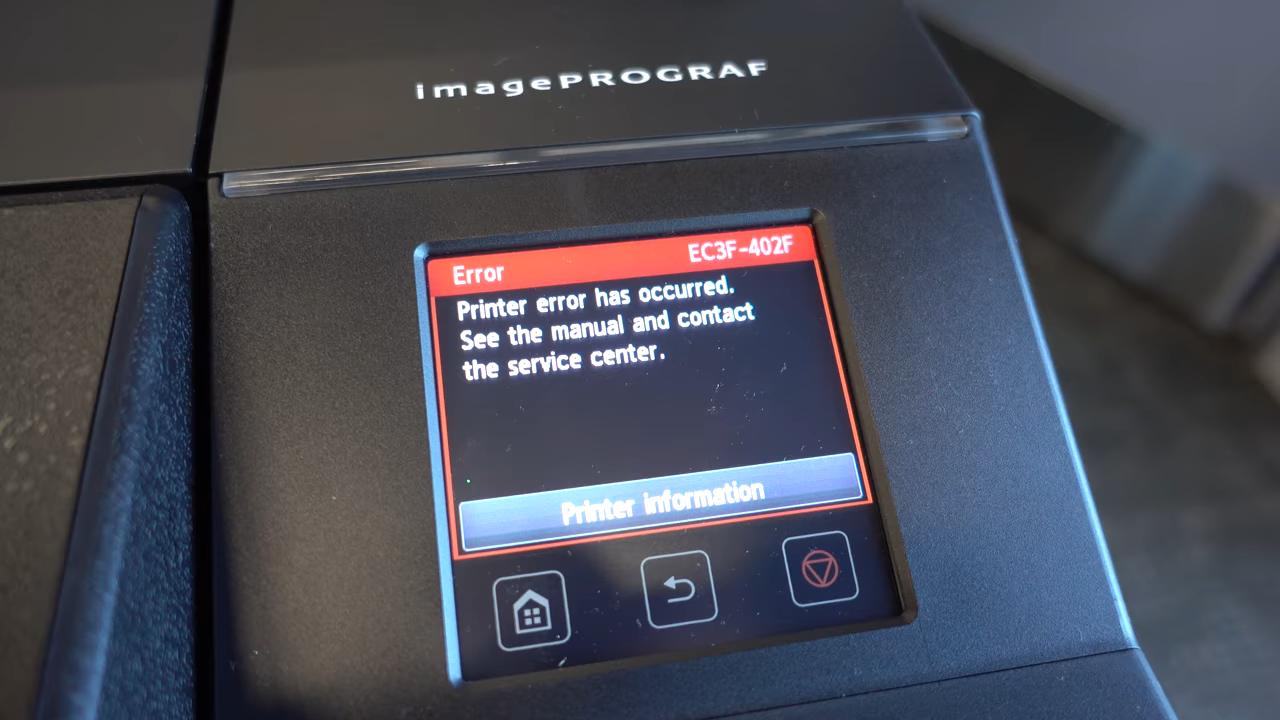 imagePROGRAF
Error EC3F-402F
Printer error has occurred.
See the manual and contact
the service center.
Printer information